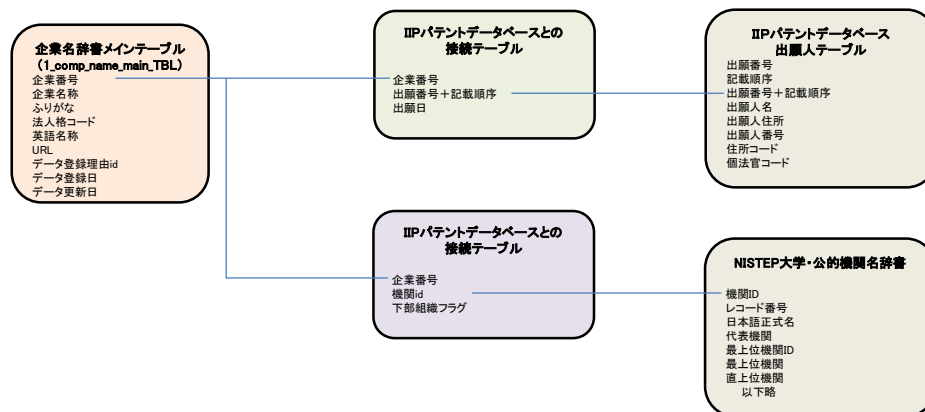 企業名辞書メインテーブル
（1_comp_name_main_TBL）
企業番号
企業名称
ふりがな
法人格コード
英語名称
URL
データ登録理由id
データ登録日
データ更新日
IIPパテントデータベースとの
接続テーブル
企業番号
出願番号＋記載順序
出願日
IIPパテントデータベース
出願人テーブル
出願番号
記載順序
出願番号＋記載順序
出願人名
出願人住所
出願人番号
住所コード
個法官コード
IIPパテントデータベースとの
接続テーブル
企業番号
機関id
下部組織フラグ
NISTEP大学・公的機関名辞書
機関ID
レコード番号
日本語正式名
代表機関
最上位機関ID
最上位機関
直上位機関
以下略